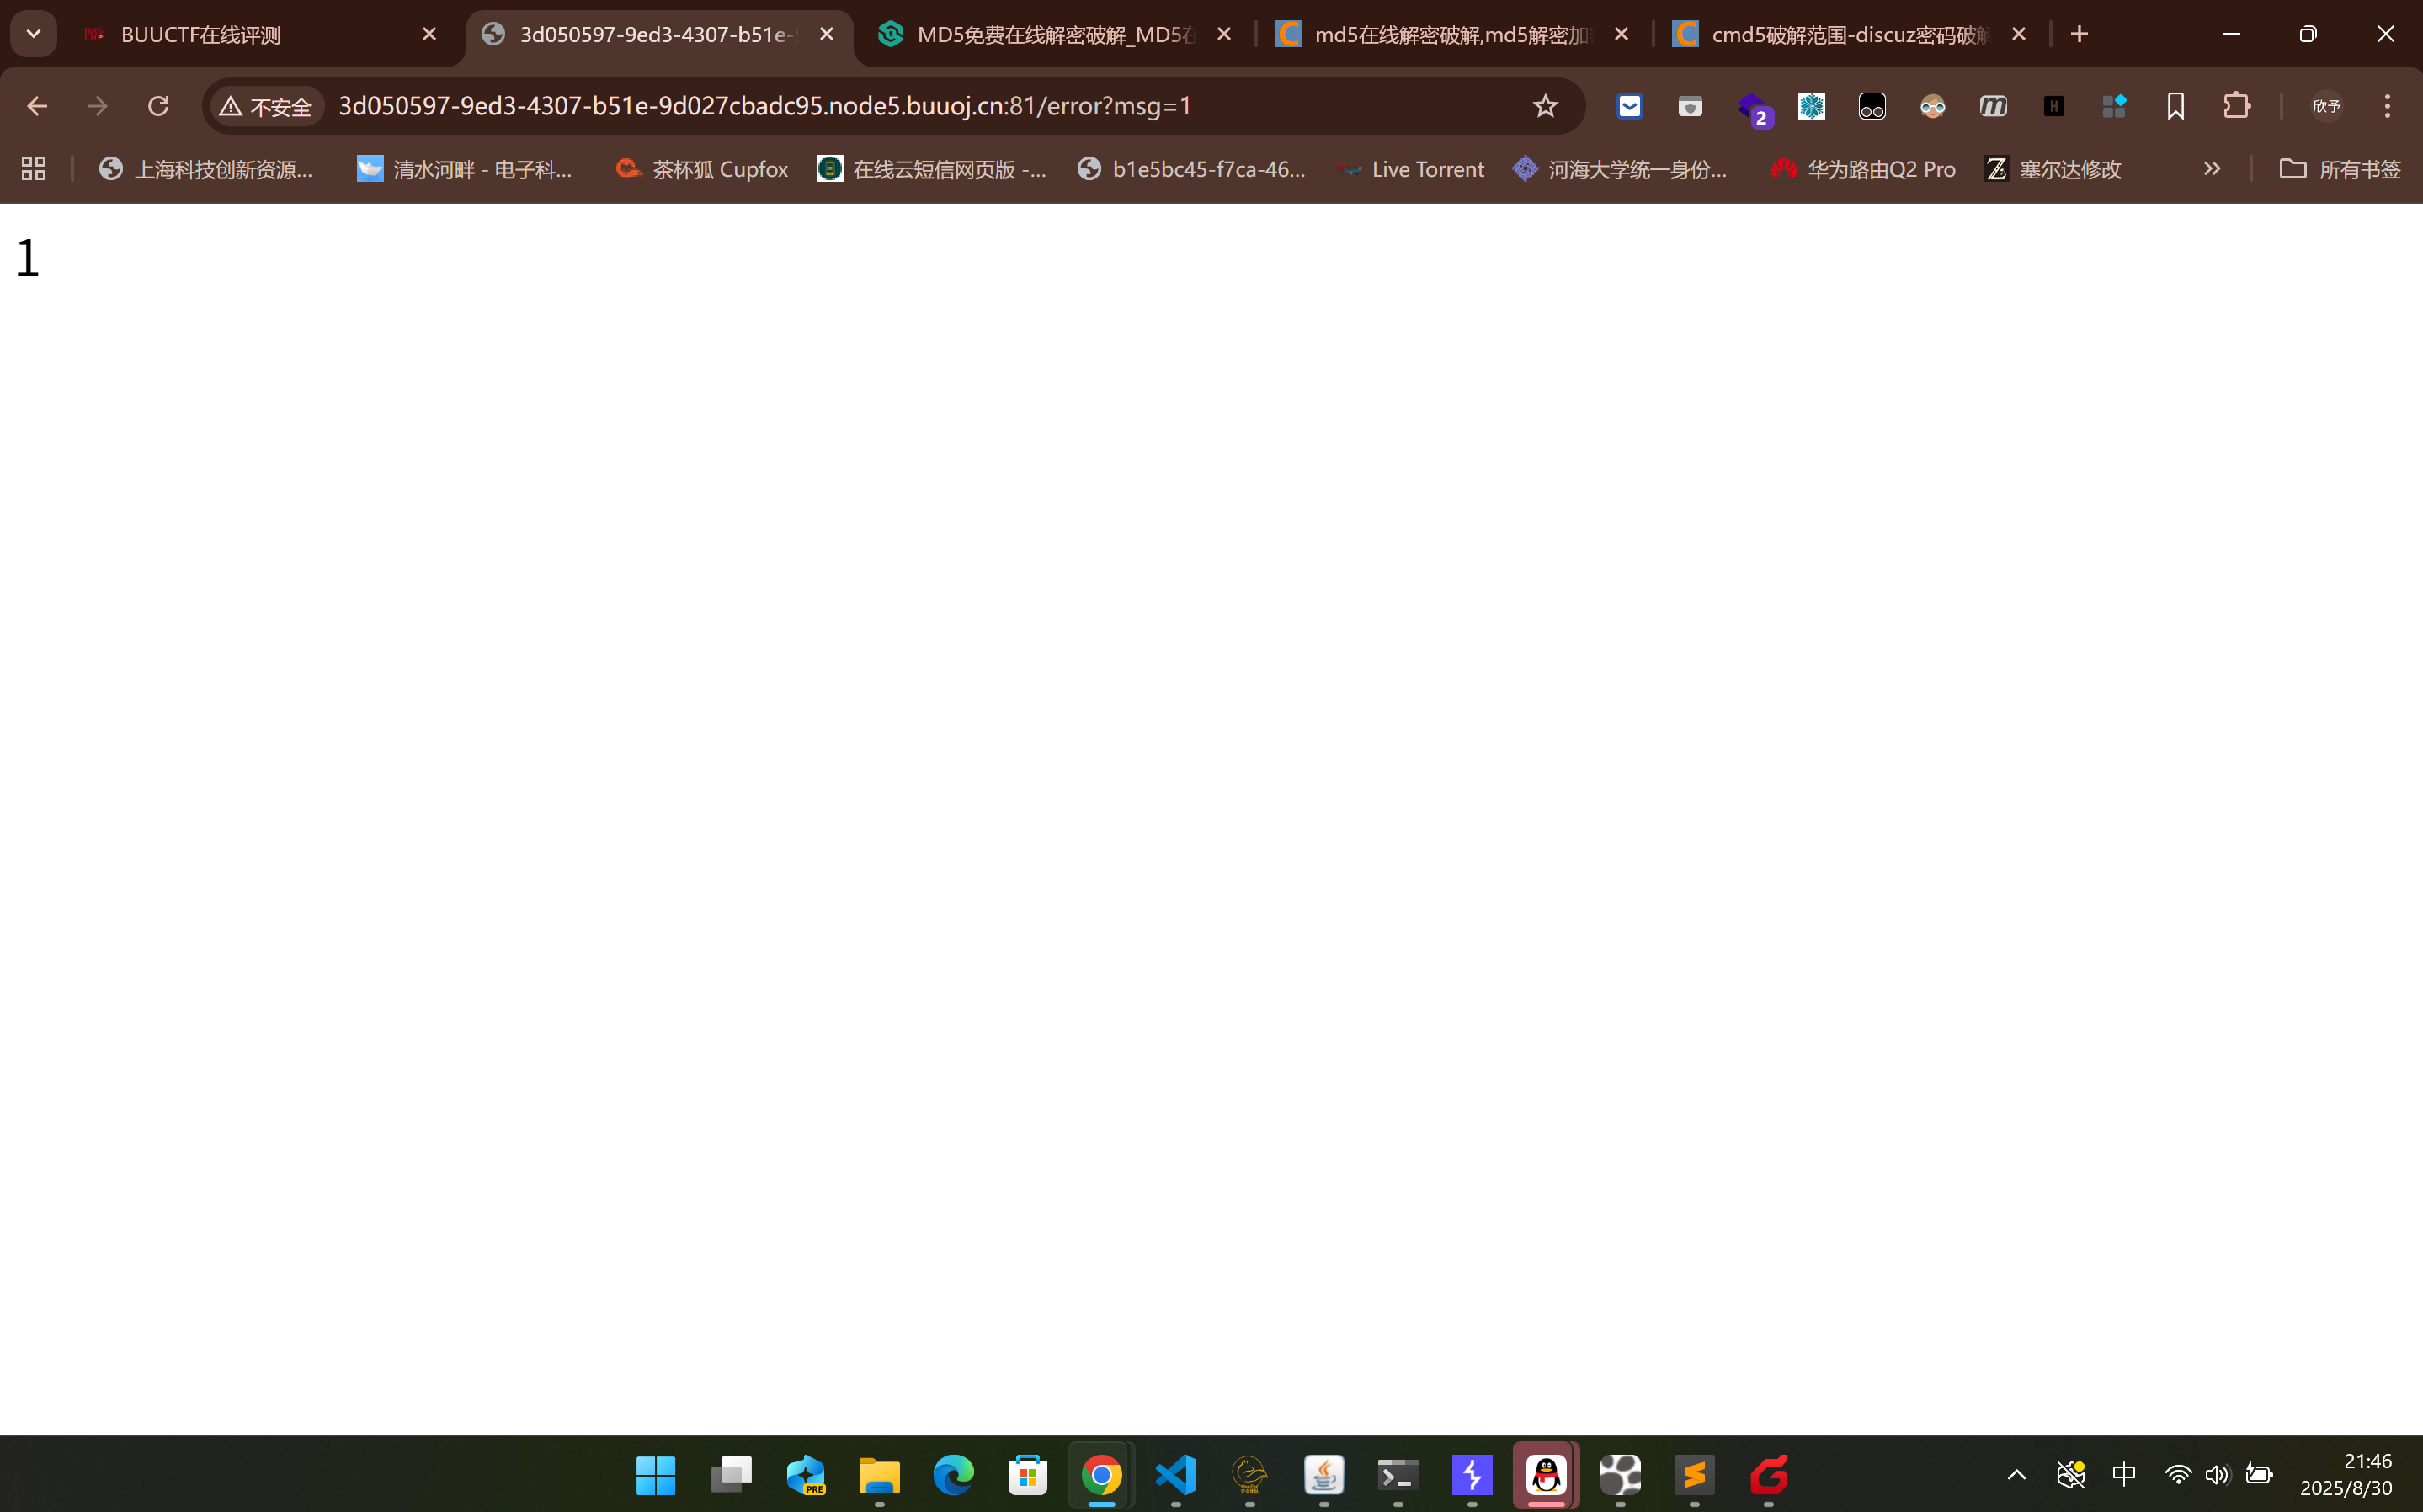 BUUCTF在线评测
3d050597-9ed3-4307-b51e-
MD5免费在线解密破解_MD5在
md5在线解密破解,md5解密加
cmd5破解范围-discuz密码破解
不安全
3d050597-9ed3-4307-b51e-9d027cbadc95.node5.buuoj.cn:81/error?msg=1
2
m
H
欣予
上海科技创新资源...
清水河畔 - 电子科...
茶杯狐 Cupfox
在线云短信网页版 -...
b1e5bc45-f7ca-46...
Live Torrent
河海大学统一身份...
华为路由Q2 Pro
塞尔达修改
所有书签
1
PRE
中
21:46
2025/8/30